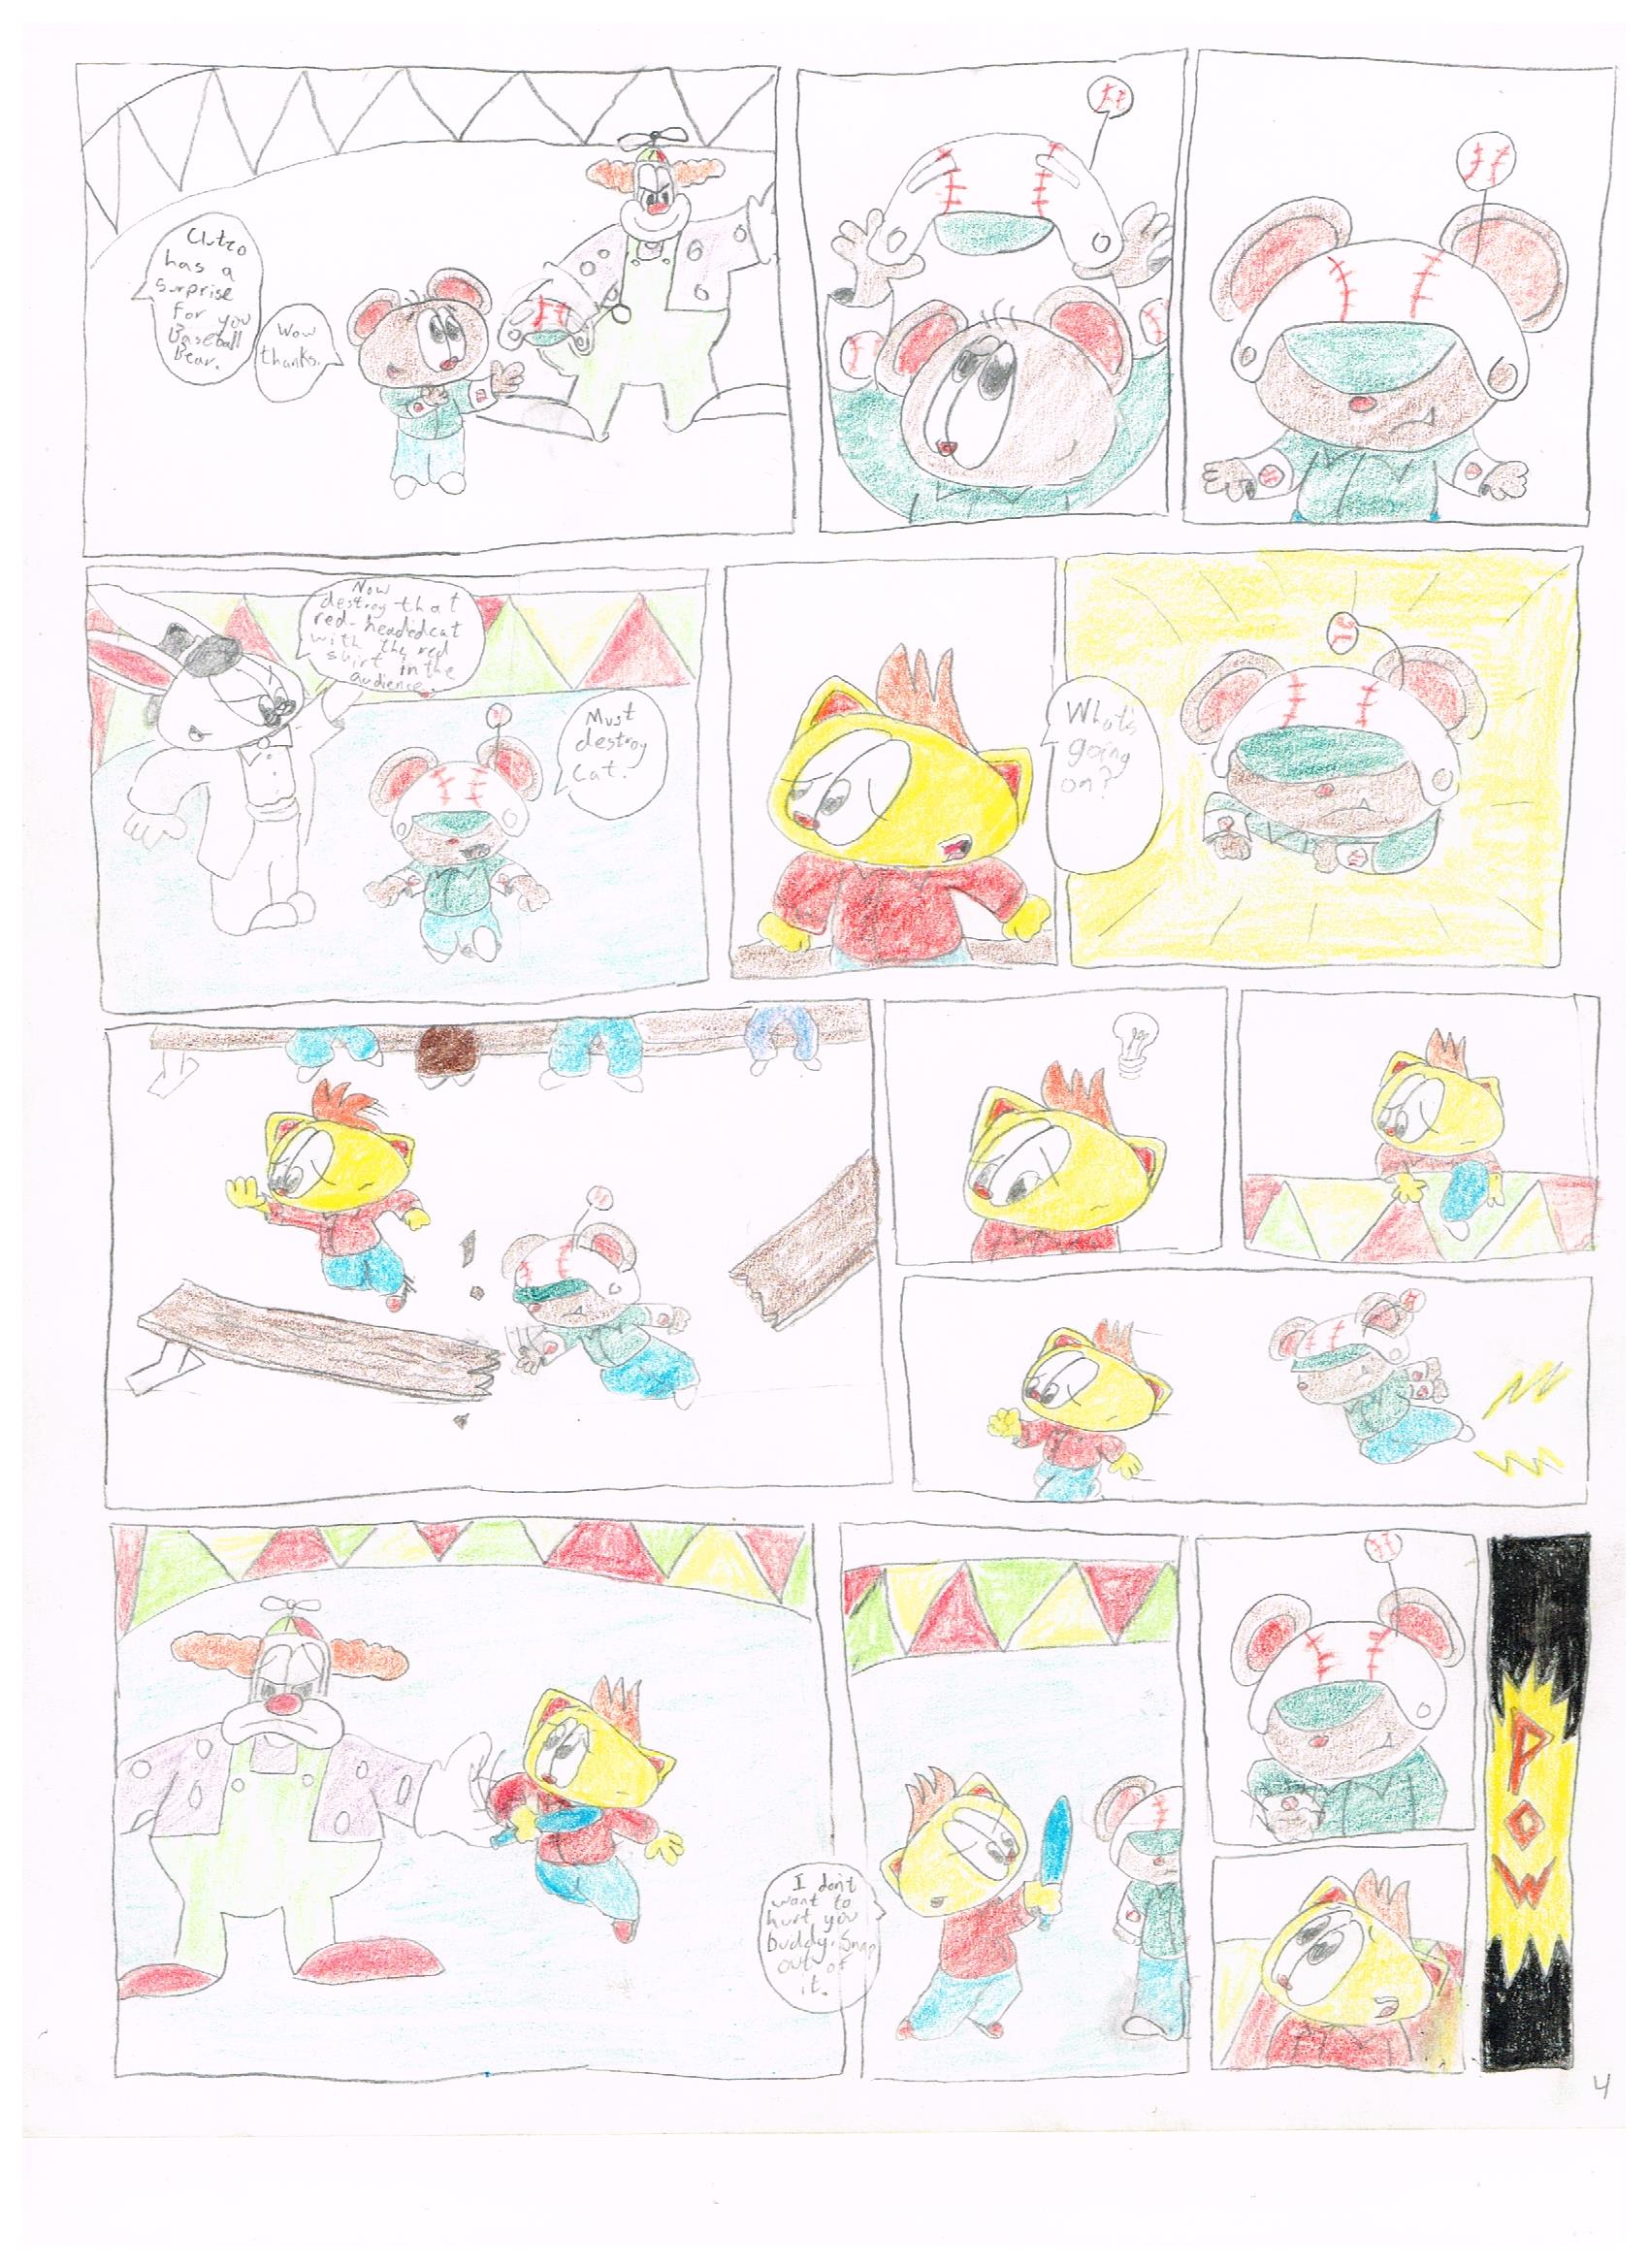 Clutro
has a
surprise
for you
Baseball
Bear.
Wow
thanks.
Now
destroy that
red-headed cat
with the red
shirt in the
audience.
Must
destroy
cat.
What's
going
on?
I don't
want to
hurt you
buddy. Snap
out of
it.
POW
4